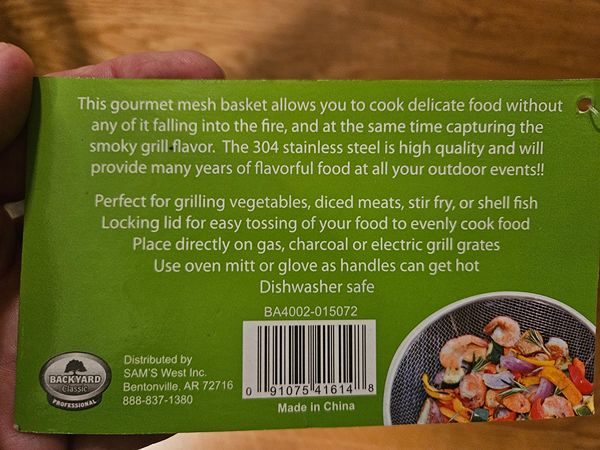 This gourmet mesh basket allows you to cook delicate food without
any of it falling into the fire, and at the same time capturing the
smoky grill flavor. The 304 stainless steel is high quality and will
provide many years of flavorful food at all your outdoor events!!
Perfect for grilling vegetables, diced meats, stir fry, or shell fish
Locking lid for easy tossing of your food to evenly cook food
Place directly on gas, charcoal or electric grill grates
Use oven mitt or glove as handles can get hot
Dishwasher safe
BA4002-015072
BACKYARD
Classic
PROFESSIONAL
Distributed by
SAM'S West Inc.
Bentonville, AR 72716
888-837-1380
0 91075 41614 8
Made in China